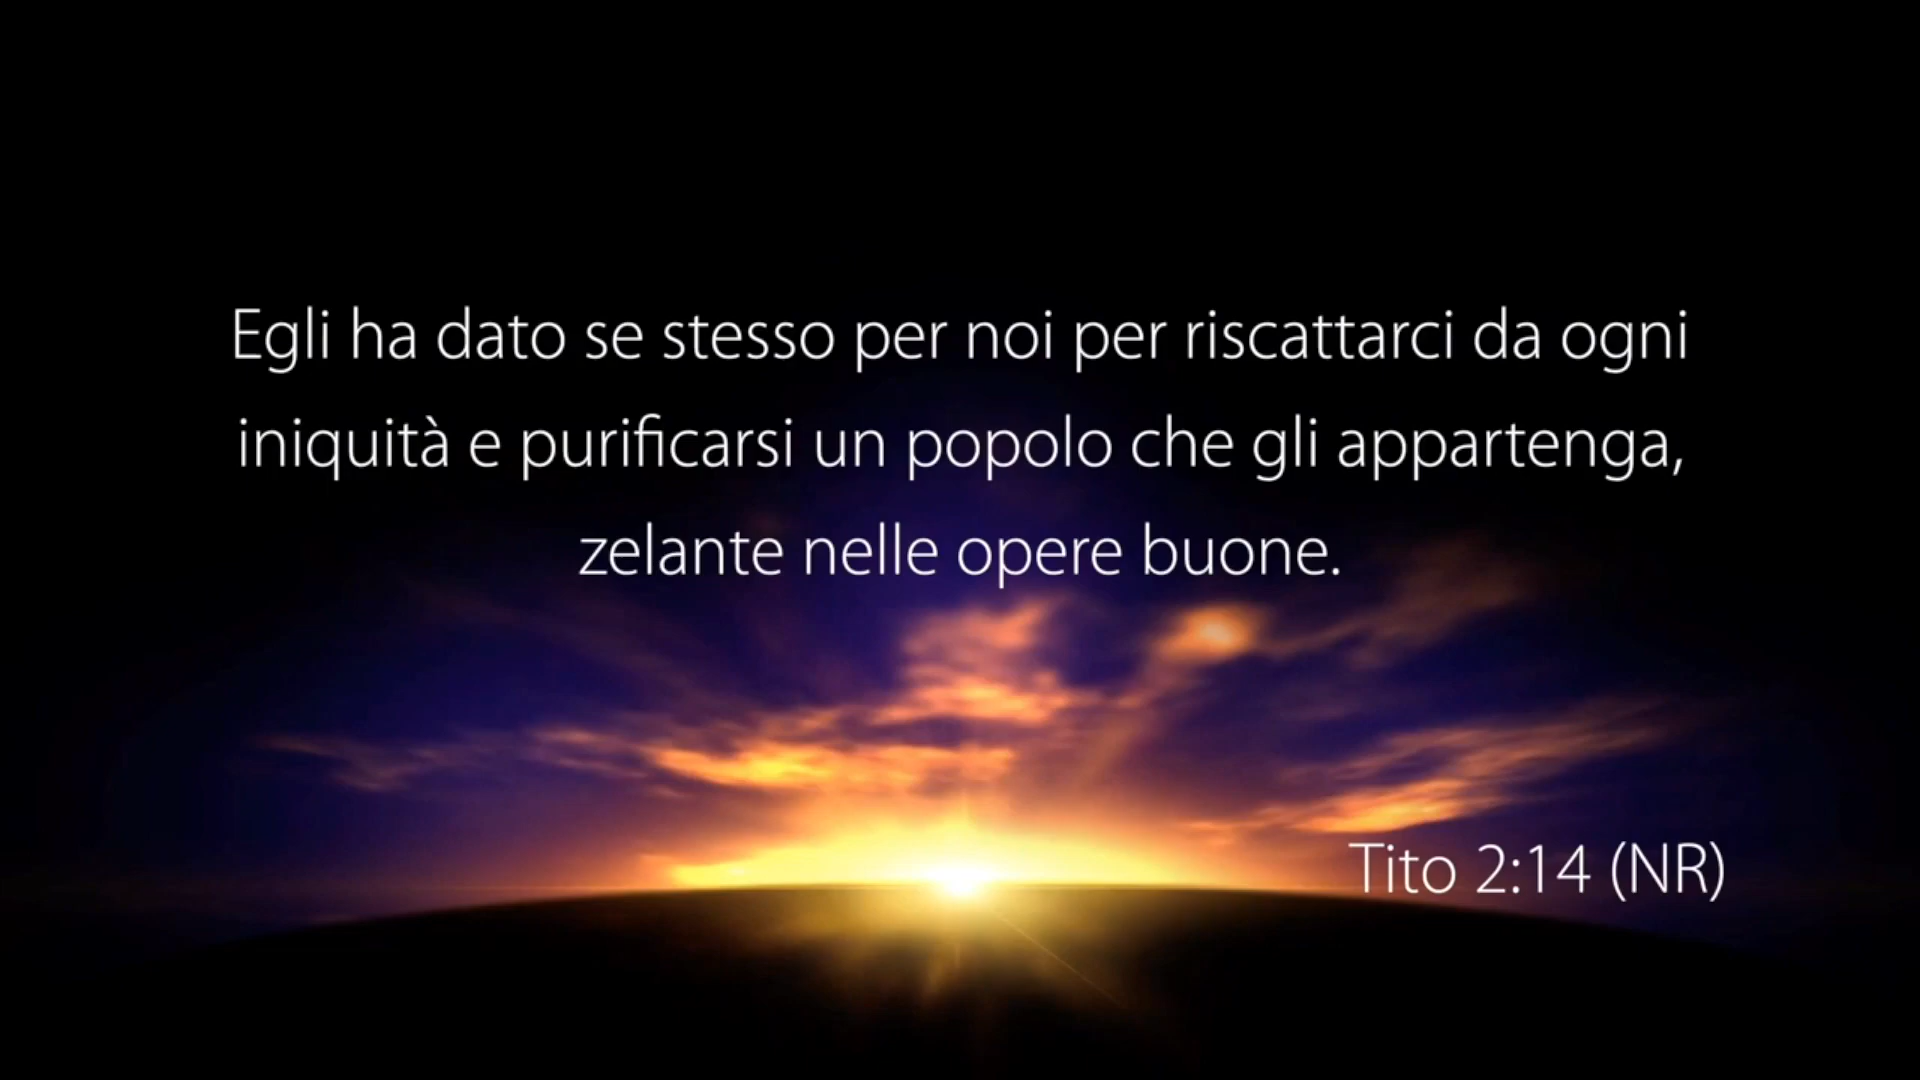 Egli ha dato se stesso per noi per riscattarci da ogni
iniquità e purificarsi un popolo che gli appartenga,
zelante nelle opere buone.
Tito 2:14 (NR)